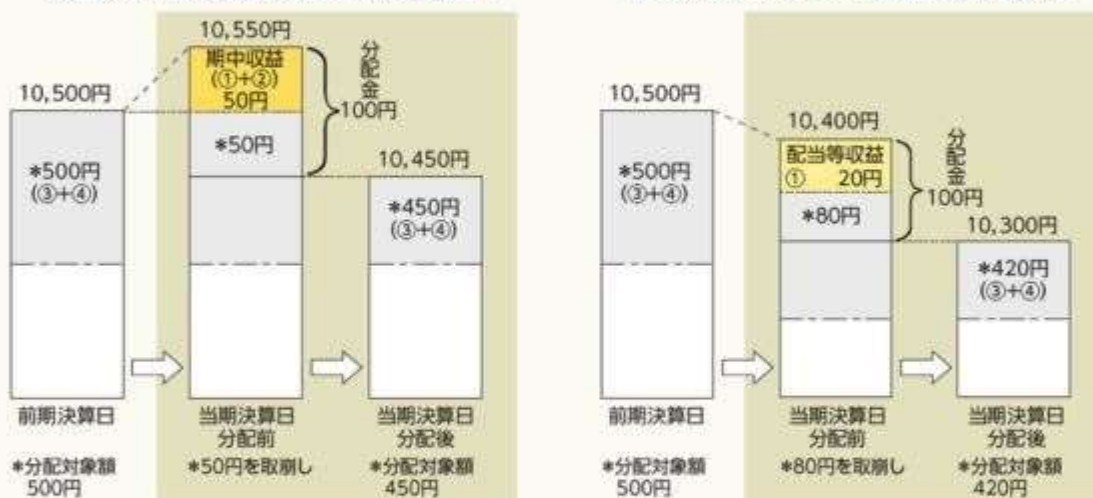 10,550円
期中収益
(①+②)
50円
分配金
100円
10,500円
*500円
(③+④)
*50円
10,450円
*450円
(③+④)
前期決算日
当期決算日
分配前
当期決算日
分配後
*分配対象額
500円
*50円を取崩し
*分配対象額
450円
10,500円
*500円
(③+④)
10,400円
配当等収益
① 20円
*80円
分配金
100円
10,300円
*420円
(③+④)
前期決算日
当期決算日
分配前
当期決算日
分配後
*分配対象額
500円
*80円を取崩し
*分配対象額
420円